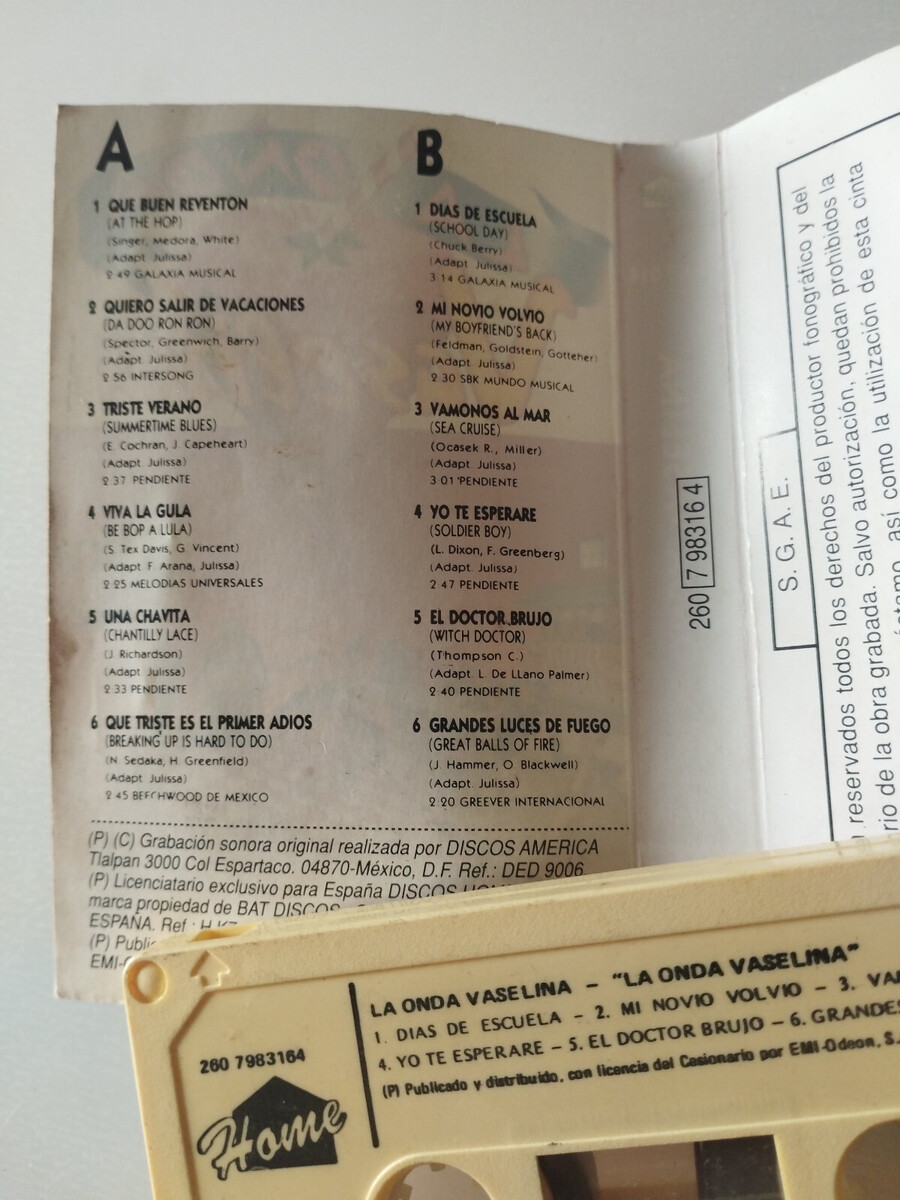 A
1 QUE BUEN REVENTON
(AT THE HOP)
(Singer, Medora, White)
(Adapt. Julissa)
2 49 GALAXIA MUSICAL
2 QUIERO SALIR DE VACACIONES
(DA DOO RON RON)
(Spector, Greenwich, Barry)
(Adapt. Julissa)
2 56 INTERSONG
3 TRISTE VERANO
(SUMMERTIME BLUES)
(E. Cochran, J. Capeheart)
(Adapt. Julissa)
2 37 PENDIENTE
4 VIVA LA GULA
(BE BOP A LULA)
(S. Tex Davis, G. Vincent)
(Adapt F. Arana, Julissa)
2 25 MELODIAS UNIVERSALES
5 UNA CHAVITA
(CHANTILLY LACE)
(J. Richardson)
(Adapt. Julissa)
2 33 PENDIENTE
6 QUE TRISTE ES EL PRIMER ADIOS
(BREAKING UP IS HARD TO DO)
(N. Sedaka, H. Greenfield)
(Adapt. Julissa)
2 45 BEECHWOOD DE MEXICO
B
1 DIAS DE ESCUELA
(SCHOOL DAY)
(Chuck Berry)
(Adapt. Julissa)
3 14 GALAXIA MUSICAL
2 MI NOVIO VOLVIO
(MY BOYFRIEND'S BACK)
(Feldman, Goldstein, Gotteher)
(Adapt. Julissa)
2 30 SBK MUNDO MUSICAL
3 VAMONOS AL MAR
(SEA CRUISE)
(Ocasek R., Miller)
(Adapt. Julissa)
3 01 PENDIENTE
4 YO TE ESPERARE
(SOLDIER BOY)
(L. Dixon, F. Greenberg)
(Adapt. Julissa)
2 47 PENDIENTE
5 EL DOCTOR BRUJO
(WITCH DOCTOR)
(Thompson C.)
(Adapt. L. De LLano Palmer)
2 40 PENDIENTE
6 GRANDES LUCES DE FUEGO
(GREAT BALLS OF FIRE)
(J. Hammer, O. Blackwell)
(Adapt. Julissa)
2 20 GREEVER INTERNACIONAL
(P) (C) Grabación sonora original realizada por DISCOS AMERICA
Tlalpan 3000 Col Espartaco. 04870-México, D.F. Ref.: DED 9006.
(P) Licenciatario exclusivo para España DISCOS
marca propiedad de BAT DISCOS
ESPAÑA. Ref.:
(P)
260 7 98316 4
S. G. A. E.
reservados todos los derechos del productor fonográfico y del
de la obra grabada. Salvo autorización, quedan prohibidos la
así como la utilización de esta cinta
260 7983164
Home
LA ONDA VASELINA – "LA ONDA VASELINA"
1. DIAS DE ESCUELA – 2. MI NOVIO VOLVIO – 3.
4. YO TE ESPERARE – 5. EL DOCTOR BRUJO – 6. GRANDES
(P) Publicado y distribuido, con licencia del Casionario por EMI-Odeon, S.